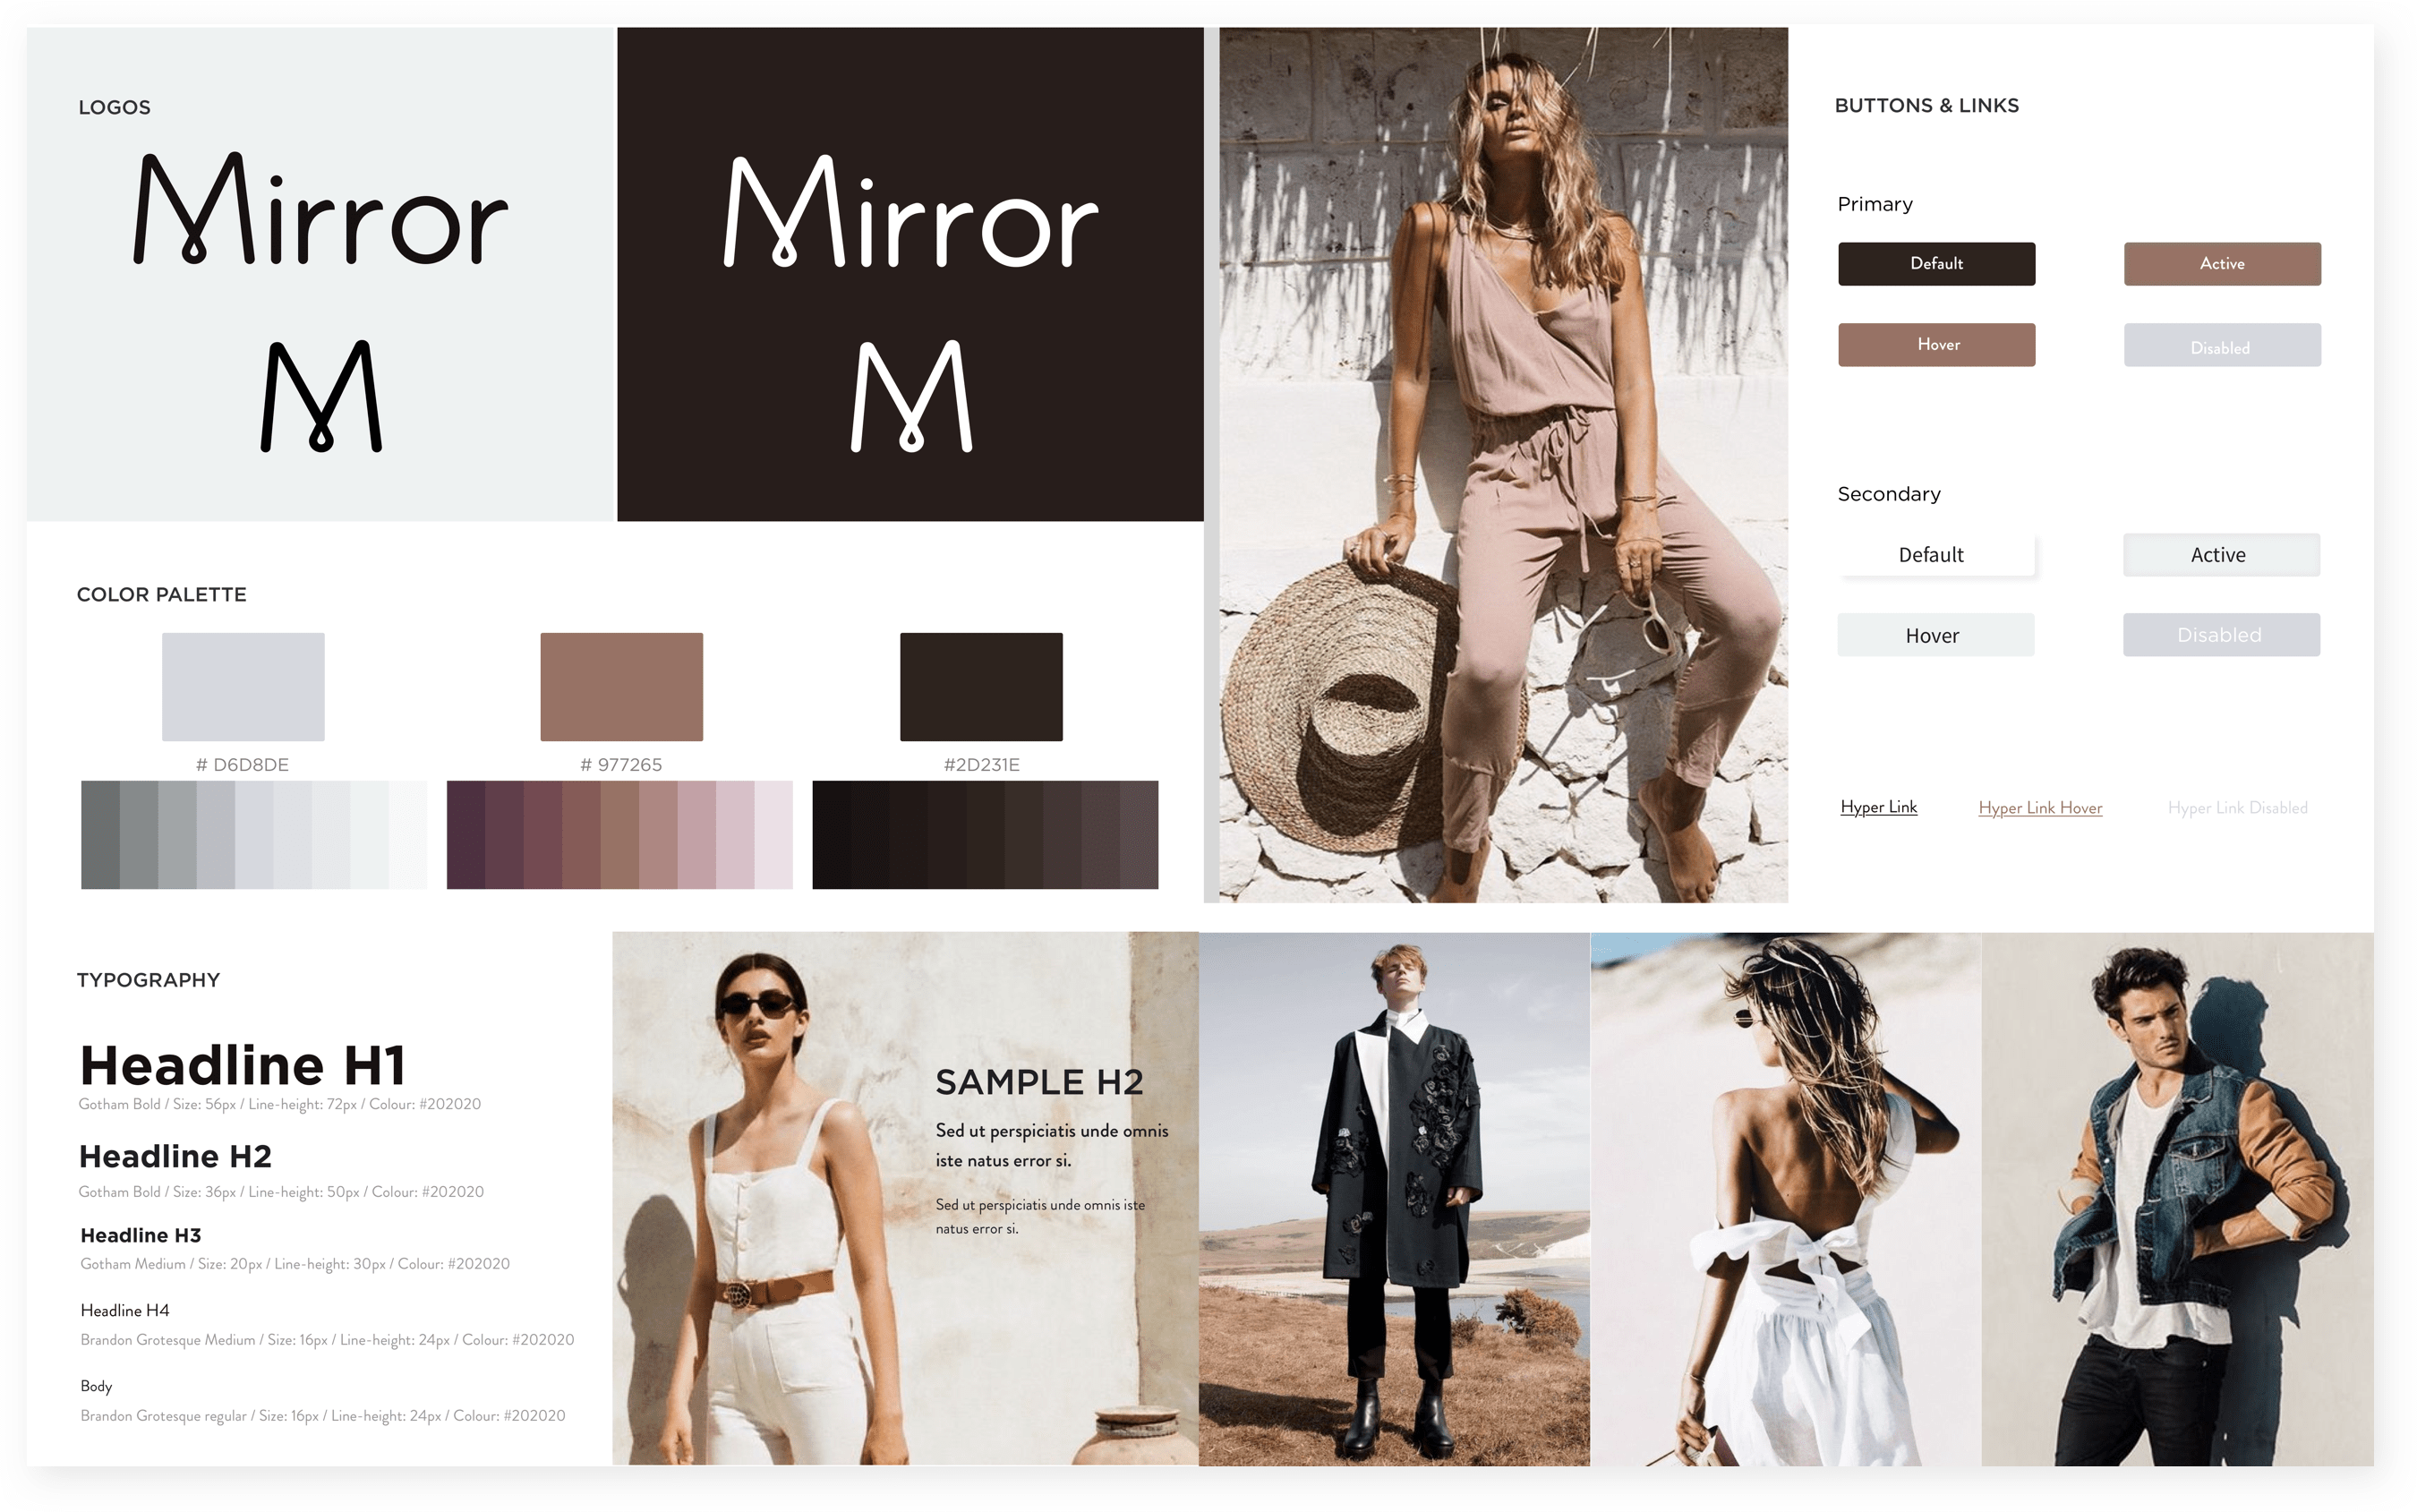 LOGOS
Mirror
M
Mirror
M
COLOR PALETTE
# D6D8DE
# 977265
#2D231E
BUTTONS & LINKS
Primary
Default
Active
Hover
Disabled
Secondary
Default
Active
Hover
Disabled
Hyper Link
Hyper Link Hover
Hyper Link Disabled
TYPOGRAPHY
Headline H1
Gotham Bold / Size: 56px / Line-height: 72px / Colour: #202020
Headline H2
Gotham Bold / Size: 36px / Line-height: 50px / Colour: #202020
Headline H3
Gotham Medium / Size: 20px / Line-height: 30px / Colour: #202020
Headline H4
Brandon Grotesque Medium / Size: 16px / Line-height: 24px / Colour: #202020
Body
Brandon Grotesque regular / Size: 16px / Line-height: 24px / Colour: #202020
SAMPLE H2
Sed ut perspiciatis unde omnis
iste natus error si.
Sed ut perspiciatis unde omnis iste
natus error si.